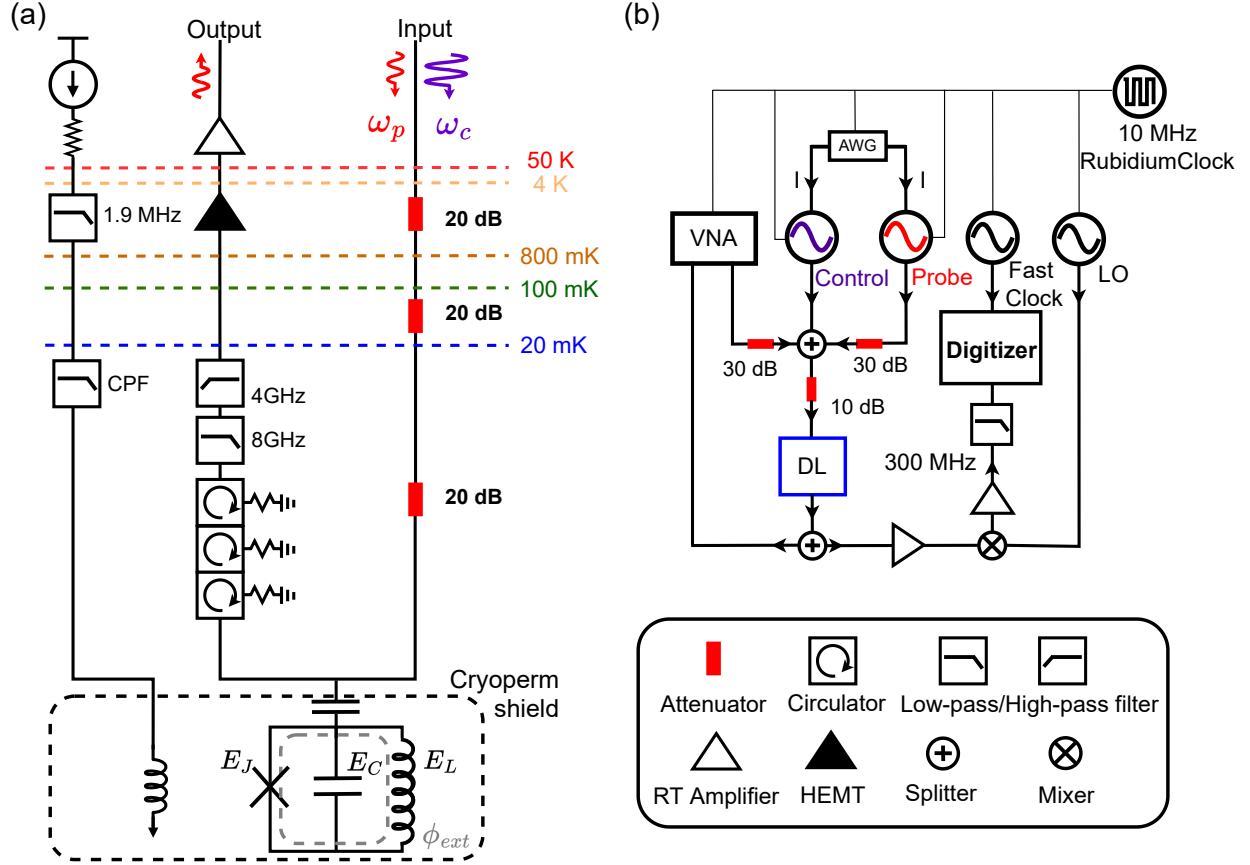 (a)
Output
Input
ω_p
ω_c
50 K
4 K
1.9 MHz
20 dB
800 mK
100 mK
20 dB
20 mK
CPF
4GHz
8GHz
20 dB
Cryoperm
shield
E_J
E_C
E_L
ϕ_ext
(b)
10 MHz
RubidiumClock
AWG
I
I
VNA
Control
Probe
Fast
Clock
LO
30 dB
30 dB
Digitizer
10 dB
DL
300 MHz
Attenuator
Circulator
Low-pass/High-pass filter
RT Amplifier
HEMT
Splitter
Mixer